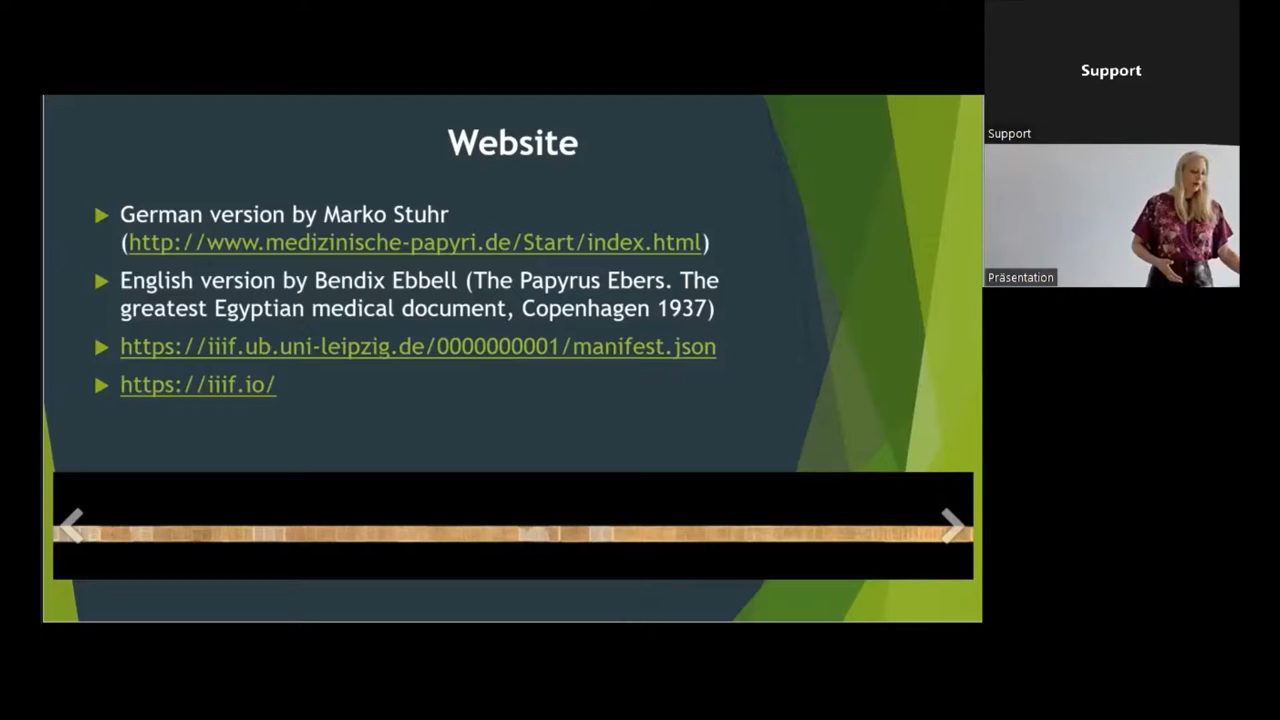 Website
German version by Marko Stuhr
(http://www.medizinische-papyri.de/Start/index.html)
English version by Bendix Ebbell (The Papyrus Ebers. The
greatest Egyptian medical document, Copenhagen 1937)
https://iiif.ub.uni-leipzig.de/0000000001/manifest.json
https://iiif.io/
Support
Support
Präsentation